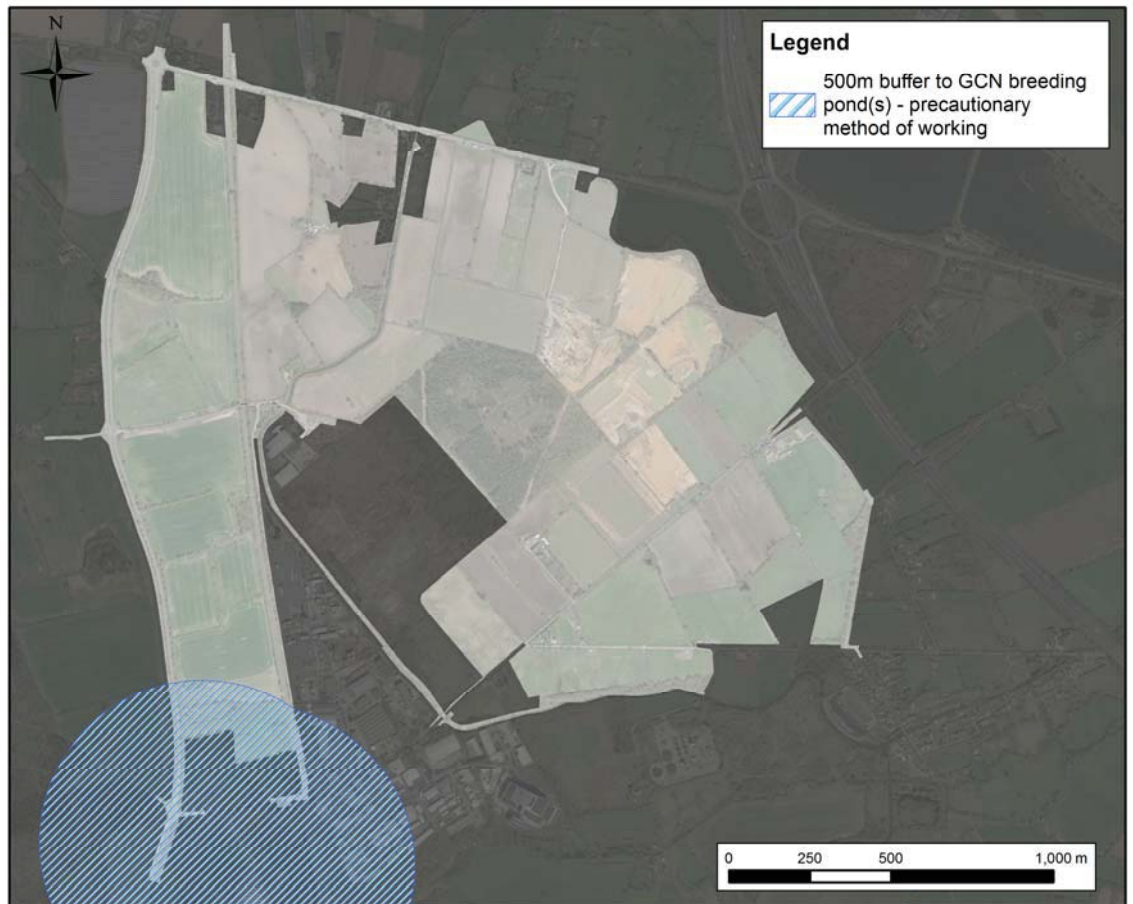 N
Legend
500m buffer to GCN breeding
pond(s) - precautionary
method of working
0 250 500 1,000 m